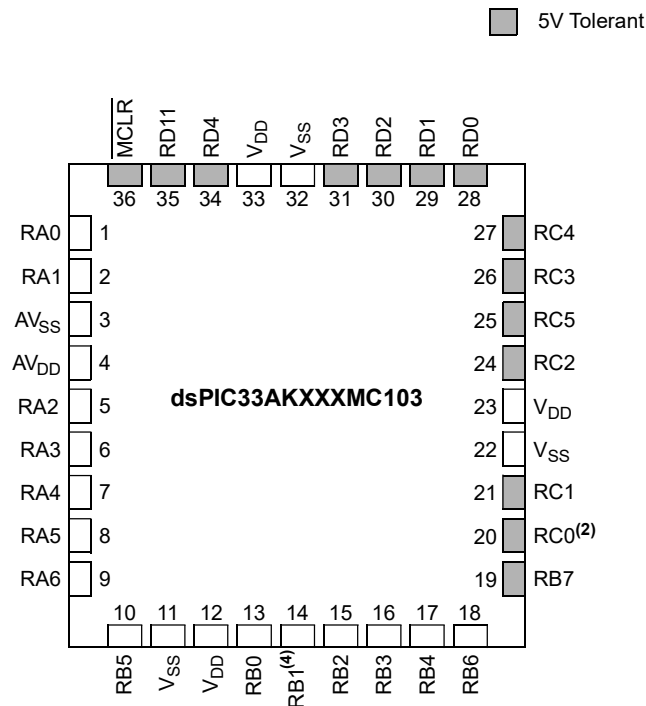 5V Tolerant
MCLR
RD11
RD4
VDD
VSS
RD3
RD2
RD1
RD0
36
35
34
33
32
31
30
29
28
RA0 1
RA1 2
AVSS 3
AVDD 4
RA2 5
RA3 6
RA4 7
RA5 8
RA6 9
dsPIC33AKXXXMC103
27 RC4
26 RC3
25 RC5
24 RC2
23 VDD
22 VSS
21 RC1
20 RC0(2)
19 RB7
10
11
12
13
14
15
16
17
18
RB5
VSS
VDD
RB0
RB1(4)
RB2
RB3
RB4
RB6